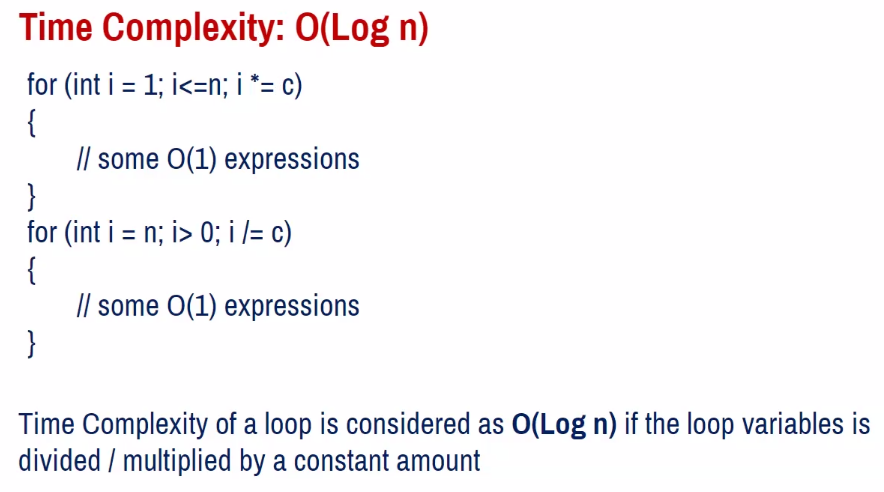 Time Complexity: O(Log n)
for (int i = 1; i<=n; i *= c)
{
// some O(1) expressions
}
for (int i = n; i> 0; i /= c)
{
// some O(1) expressions
}
Time Complexity of a loop is considered as O(Log n) if the loop variables is
divided / multiplied by a constant amount